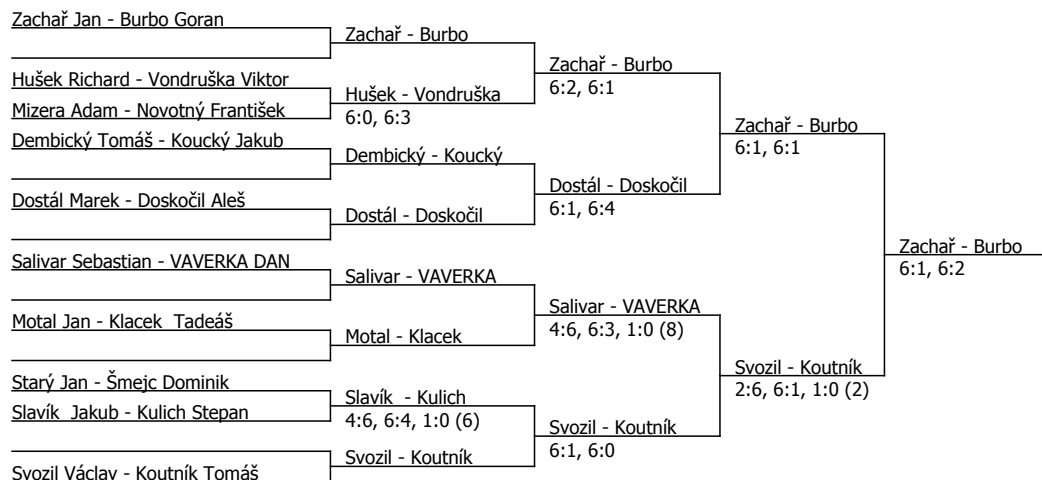 Zachař Jan - Burbo Goran
Hušek Richard - Vondruška Viktor
Mizera Adam - Novotný František
Dembický Tomáš - Koucký Jakub
Dostál Marek - Doskočil Aleš
Salivar Sebastian - VAVERKA DAN
Motal Jan - Klacek  Tadeáš
Starý Jan - Šmejc Dominik
Slavík  Jakub - Kulich Stepan
Svozil Václav - Koutník Tomáš
Zachař - Burbo
Hušek - Vondruška
6:0, 6:3
Dembický - Koucký
Dostál - Doskočil
Salivar - VAVERKA
Motal - Klacek
Slavík  - Kulich
4:6, 6:4, 1:0 (6)
Svozil - Koutník
Zachař - Burbo
6:2, 6:1
Dostál - Doskočil
6:1, 6:4
Salivar - VAVERKA
4:6, 6:3, 1:0 (8)
Svozil - Koutník
6:1, 6:0
Zachař - Burbo
6:1, 6:1
Svozil - Koutník
2:6, 6:1, 1:0 (2)
Zachař - Burbo
6:1, 6:2